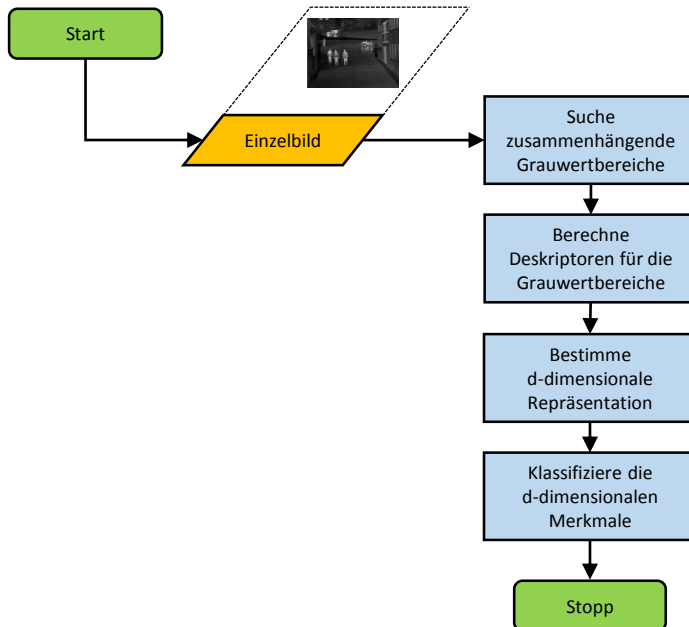 Start
Einzelbild
Suche
zusammenhängende
Grauwertbereiche
Berechne
Deskriptoren für die
Grauwertbereiche
Bestimme
d-dimensionale
Repräsentation
Klassifiziere die
d-dimensionalen
Merkmale
Stopp